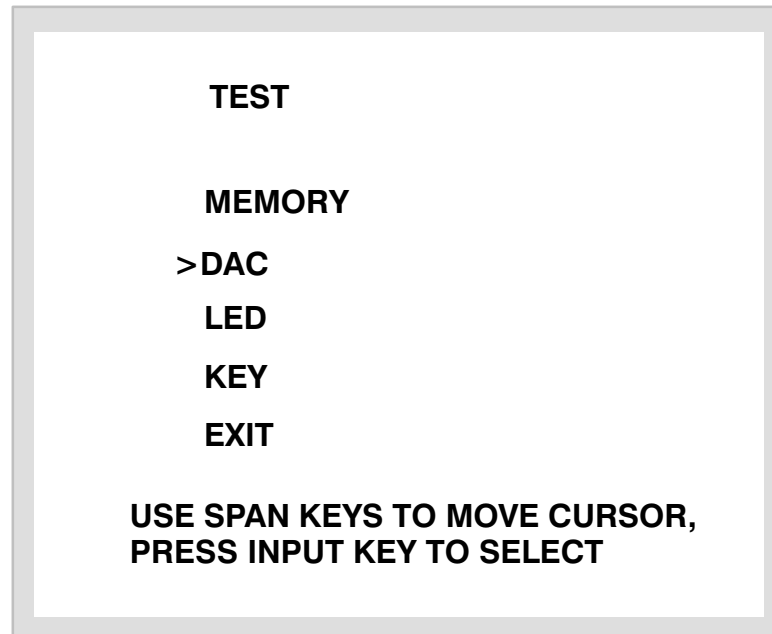 TEST
MEMORY
>DAC
LED
KEY
EXIT
USE SPAN KEYS TO MOVE CURSOR,
PRESS INPUT KEY TO SELECT